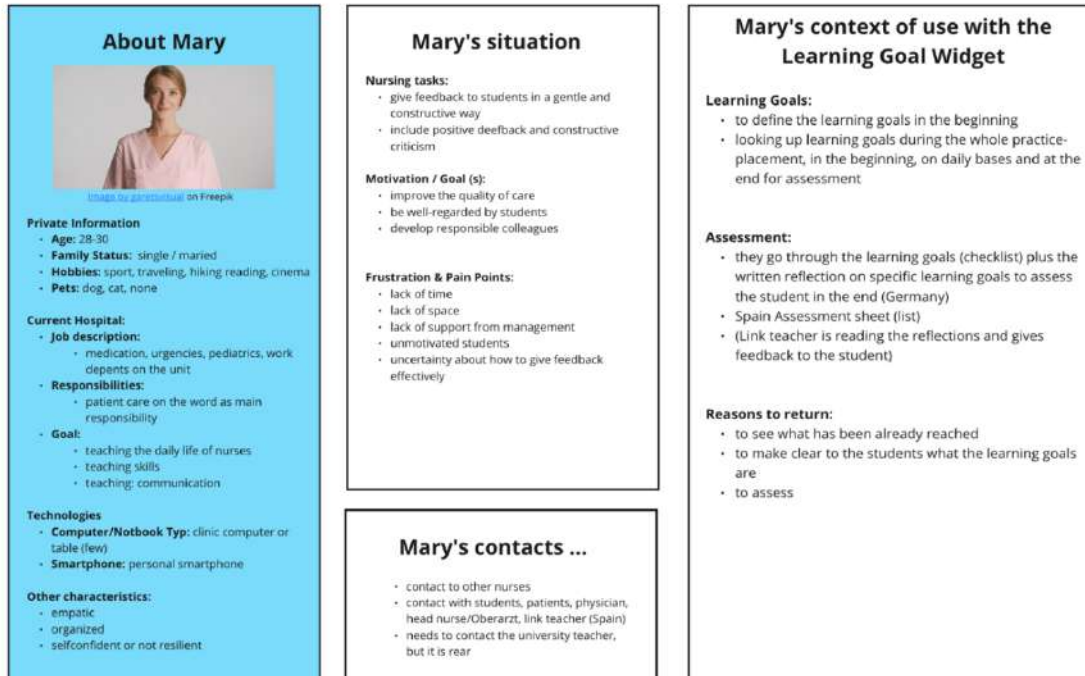 About Mary
Image by garetsvisual on Freepik
Private Information
• Age: 28-30
• Family Status: single / maried
• Hobbies: sport, traveling, hiking reading, cinema
• Pets: dog, cat, none
Current Hospital:
• Job description:
• medication, urgencies, pediatrics, work
depents on the unit
• Responsibilities:
• patient care on the word as main
responsibility
• Goal:
• teaching the daily life of nurses
• teaching skills
• teaching: communication
Technologies
• Computer/Notbook Typ: clinic computer or
table (few)
• Smartphone: personal smartphone
Other characteristics:
• empatic
• organized
• selfconfident or not resilient
Mary's situation
Nursing tasks:
• give feedback to students in a gentle and
constructive way
• include positive deefback and constructive
criticism
Motivation / Goal (s):
• improve the quality of care
• be well-regarded by students
• develop responsible colleagues
Frustration & Pain Points:
• lack of time
• lack of space
• lack of support from management
• unmotivated students
• uncertainty about how to give feedback
effectively
Mary's contacts ...
• contact to other nurses
• contact with students, patients, physician,
head nurse/Oberarzt, link teacher (Spain)
• needs to contact the university teacher,
but it is rear
Mary's context of use with the
Learning Goal Widget
Learning Goals:
• to define the learning goals in the beginning
• looking up learning goals during the whole practice-
placement, in the beginning, on daily bases and at the
end for assessment
Assessment:
• they go through the learning goals (checklist) plus the
written reflection on specific learning goals to assess
the student in the end (Germany)
• Spain Assessment sheet (list)
• (Link teacher is reading the reflections and gives
feedback to the student)
Reasons to return:
• to see what has been already reached
• to make clear to the students what the learning goals
are
• to assess